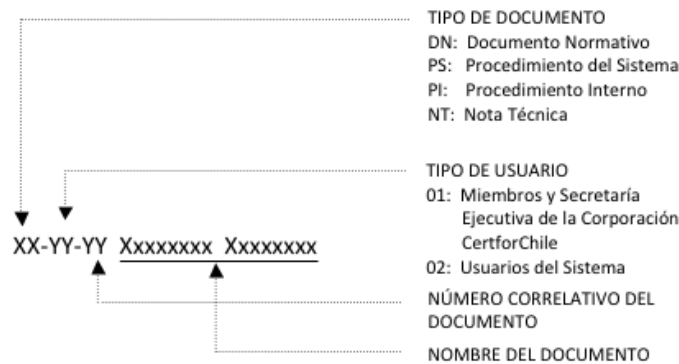 TIPO DE DOCUMENTO
DN: Documento Normativo
PS: Procedimiento del Sistema
PI: Procedimiento Interno
NT: Nota Técnica
TIPO DE USUARIO
01: Miembros y Secretaría
Ejecutiva de la Corporación
CertforChile
02: Usuarios del Sistema
XX-YY-YY Xxxxxxxx Xxxxxxxx
NÚMERO CORRELATIVO DEL
DOCUMENTO
NOMBRE DEL DOCUMENTO